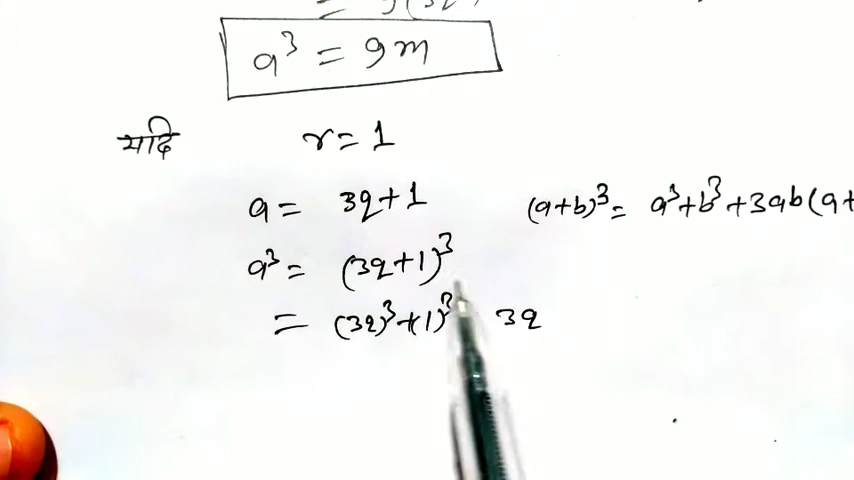 a³ = 9m
यदि r = 1
a = 3q+1 (a+b)³ = a³+b³+3ab(a+
a³ = (3q+1)³
= (3q)³+(1)³ 3q